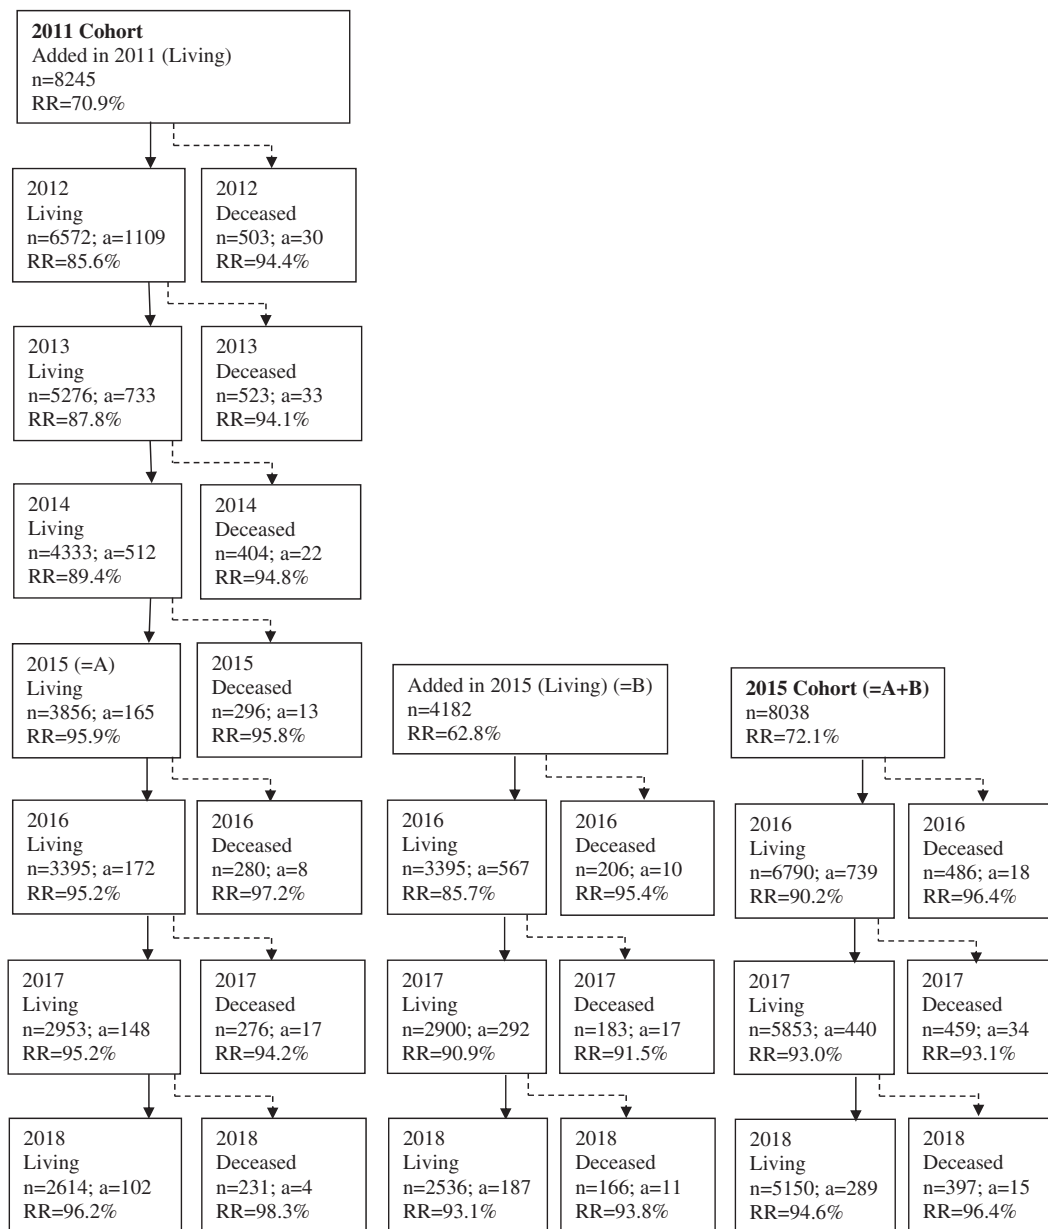 2011 Cohort
Added in 2011 (Living)
n=8245
RR=70.9%
2012
Living
n=6572; a=1109
RR=85.6%
2012
Deceased
n=503; a=30
RR=94.4%
2013
Living
n=5276; a=733
RR=87.8%
2013
Deceased
n=523; a=33
RR=94.1%
2014
Living
n=4333; a=512
RR=89.4%
2014
Deceased
n=404; a=22
RR=94.8%
2015 (=A)
Living
n=3856; a=165
RR=95.9%
2015
Deceased
n=296; a=13
RR=95.8%
Added in 2015 (Living) (=B)
n=4182
RR=62.8%
2015 Cohort (=A+B)
n=8038
RR=72.1%
2016
Living
n=3395; a=172
RR=95.2%
2016
Deceased
n=280; a=8
RR=97.2%
2016
Living
n=3395; a=567
RR=85.7%
2016
Deceased
n=206; a=10
RR=95.4%
2016
Living
n=6790; a=739
RR=90.2%
2016
Deceased
n=486; a=18
RR=96.4%
2017
Living
n=2953; a=148
RR=95.2%
2017
Deceased
n=276; a=17
RR=94.2%
2017
Living
n=2900; a=292
RR=90.9%
2017
Deceased
n=183; a=17
RR=91.5%
2017
Living
n=5853; a=440
RR=93.0%
2017
Deceased
n=459; a=34
RR=93.1%
2018
Living
n=2614; a=102
RR=96.2%
2018
Deceased
n=231; a=4
RR=98.3%
2018
Living
n=2536; a=187
RR=93.1%
2018
Deceased
n=166; a=11
RR=93.8%
2018
Living
n=5150; a=289
RR=94.6%
2018
Deceased
n=397; a=15
RR=96.4%